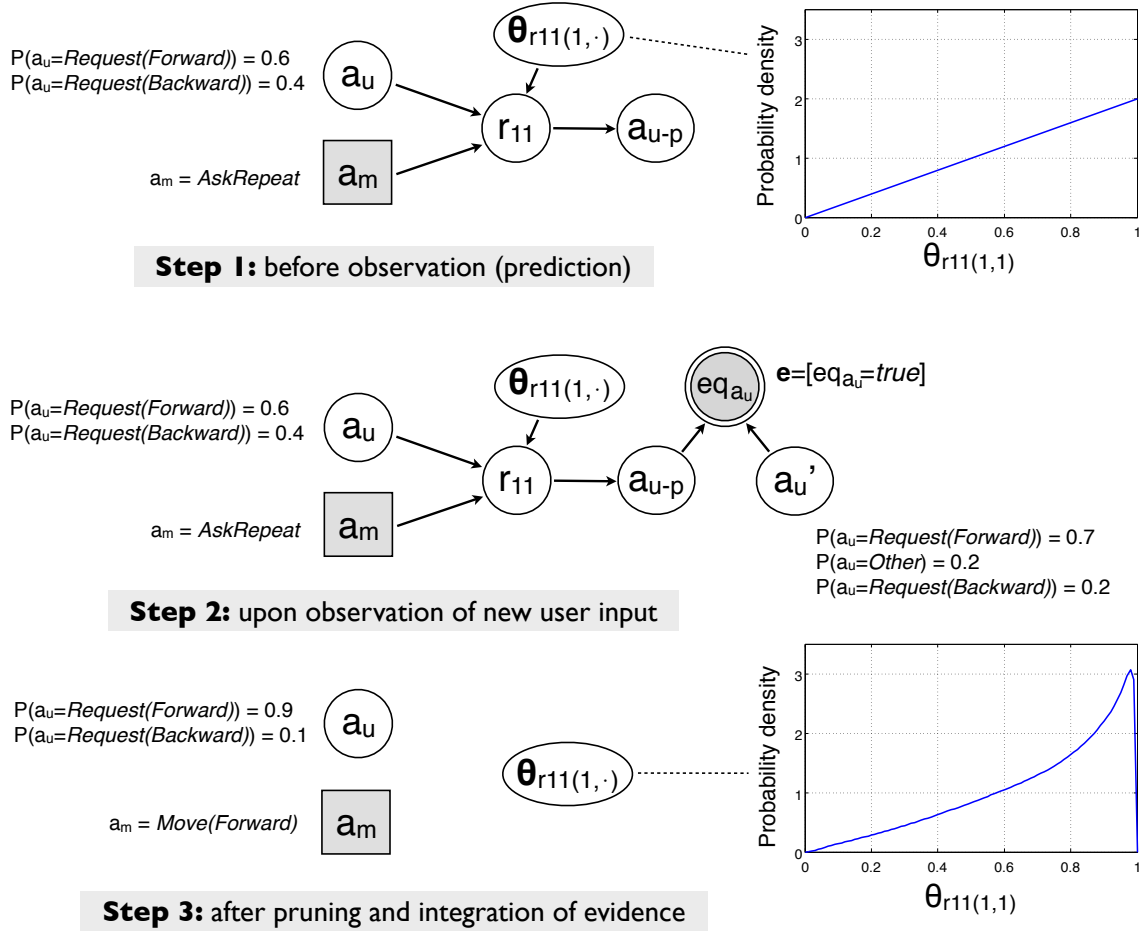 P(au=Request(Forward)) = 0.6
P(au=Request(Backward)) = 0.4
au
am = AskRepeat
am
θr11(1,·)
r11
au-p
Probability density
3
2
1
0
0 0.2 0.4 0.6 0.8 1
θr11(1,1)
Step 1: before observation (prediction)
P(au=Request(Forward)) = 0.6
P(au=Request(Backward)) = 0.4
au
am = AskRepeat
am
θr11(1,·)
r11
au-p
eqau
e=[eqau=true]
au'
P(au=Request(Forward)) = 0.7
P(au=Other) = 0.2
P(au=Request(Backward)) = 0.2
Step 2: upon observation of new user input
P(au=Request(Forward)) = 0.9
P(au=Request(Backward)) = 0.1
au
am = Move(Forward)
am
θr11(1,·)
Probability density
3
2
1
0
0 0.2 0.4 0.6 0.8 1
θr11(1,1)
Step 3: after pruning and integration of evidence